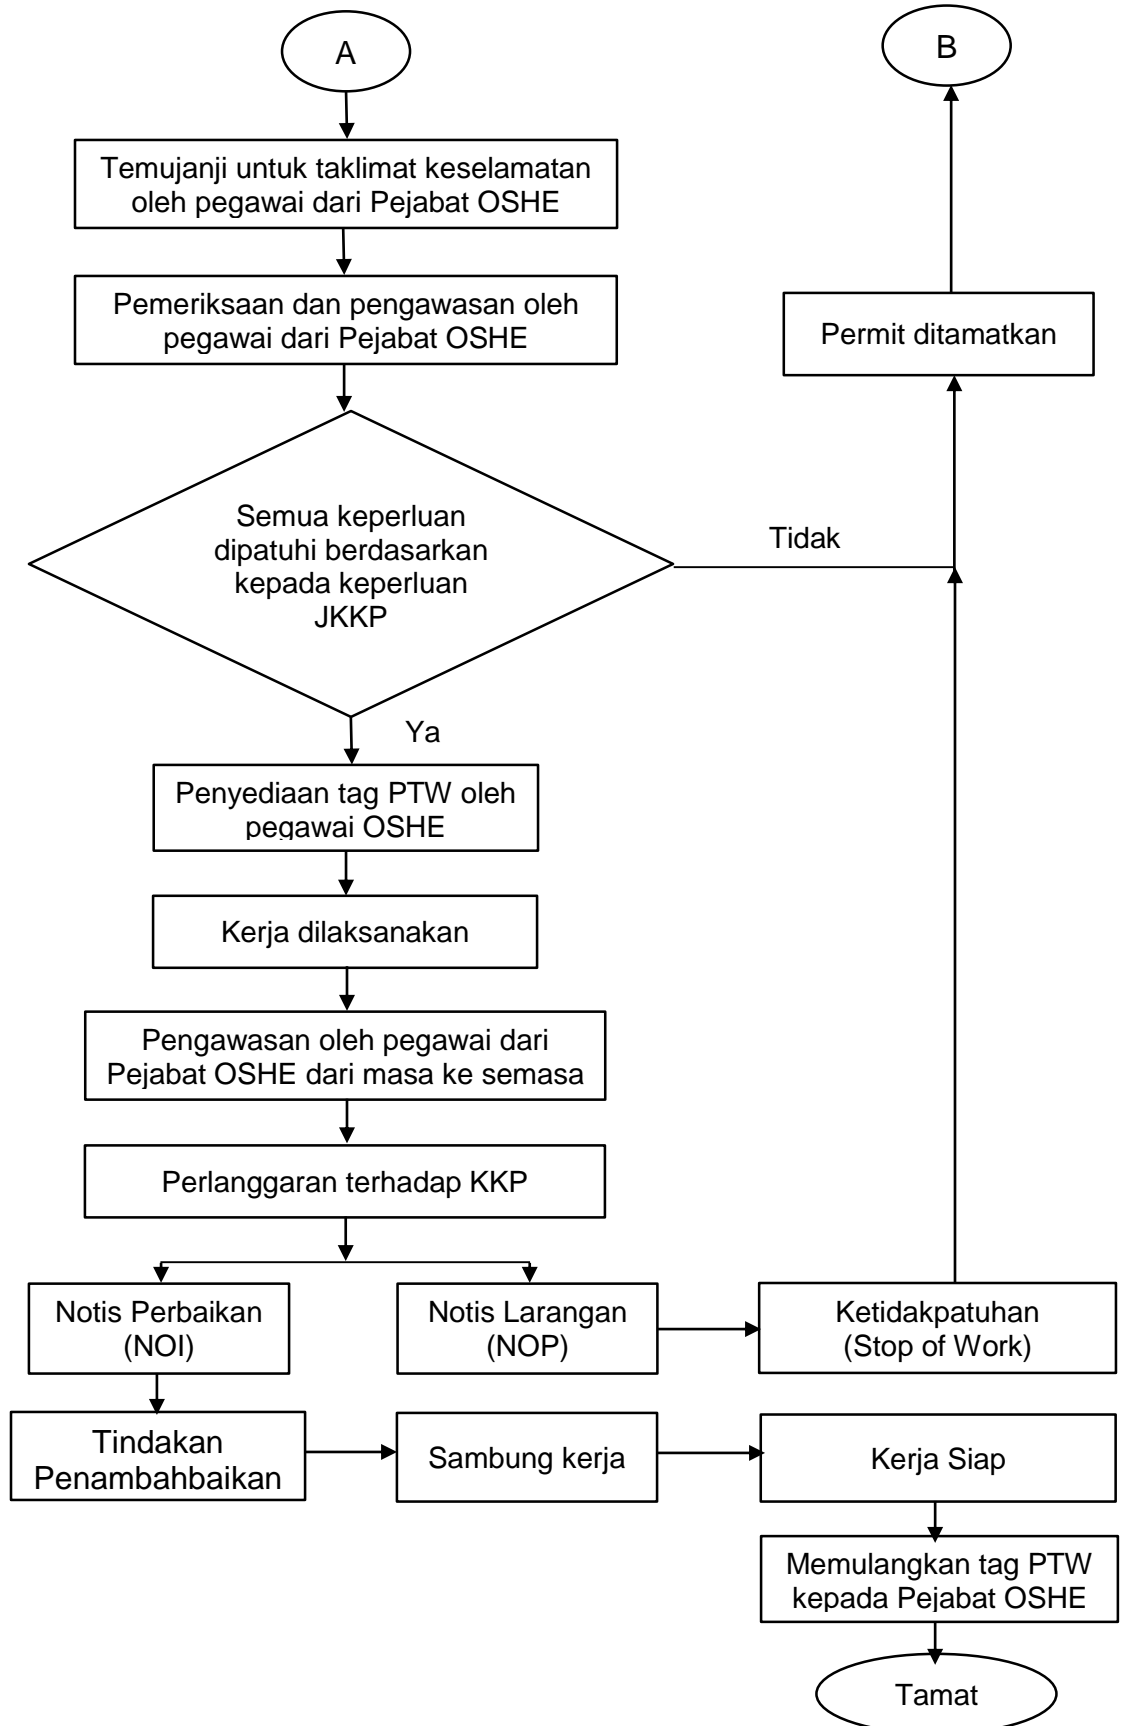 A
B
Temujanji untuk taklimat keselamatan
oleh pegawai dari Pejabat OSHE
Pemeriksaan dan pengawasan oleh
pegawai dari Pejabat OSHE
Permit ditamatkan
Semua keperluan
dipatuhi berdasarkan
kepada keperluan
JKKP
Tidak
Ya
Penyediaan tag PTW oleh
pegawai OSHE
Kerja dilaksanakan
Pengawasan oleh pegawai dari
Pejabat OSHE dari masa ke semasa
Perlanggaran terhadap KKP
Notis Perbaikan
(NOI)
Notis Larangan
(NOP)
Ketidakpatuhan
(Stop of Work)
Tindakan
Penambahbaikan
Sambung kerja
Kerja Siap
Memulangkan tag PTW
kepada Pejabat OSHE
Tamat